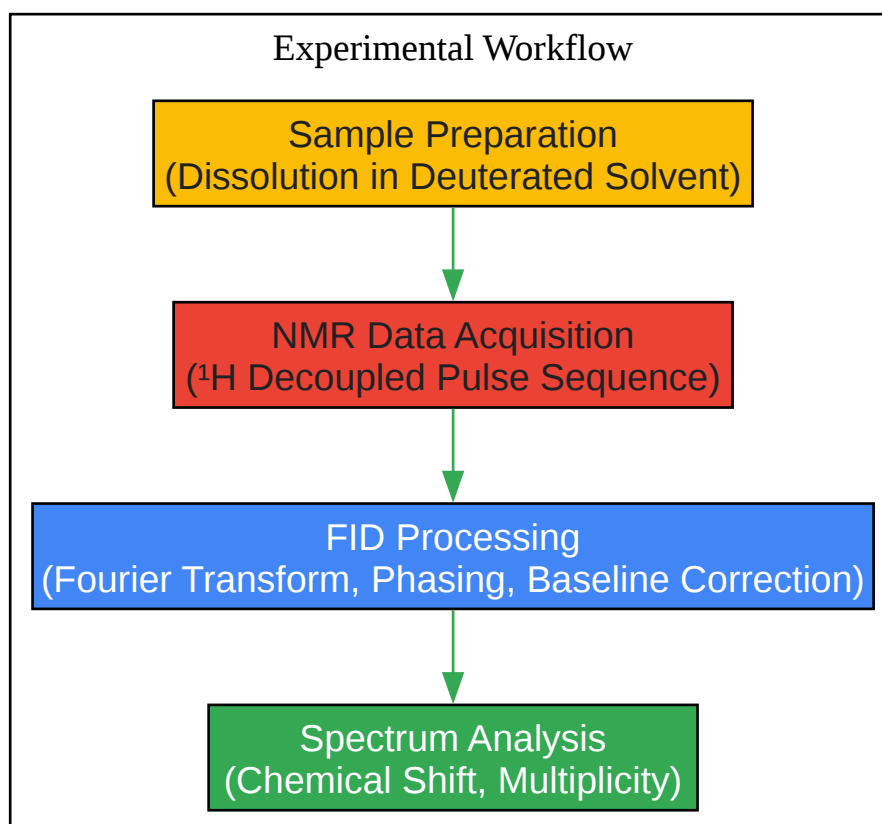 Experimental Workflow
Sample Preparation
(Dissolution in Deuterated Solvent)
NMR Data Acquisition
(¹H Decoupled Pulse Sequence)
FID Processing
(Fourier Transform, Phasing, Baseline Correction)
Spectrum Analysis
(Chemical Shift, Multiplicity)